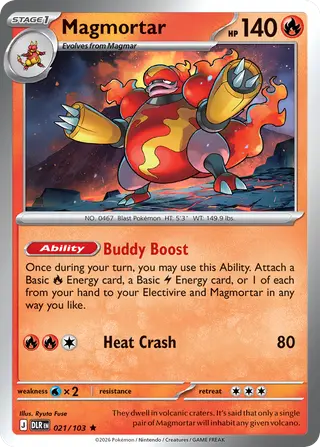 STAGE 1
Magmortar
HP 140
Evolves from Magmar
NO. 0467 Blast Pokémon HT. 5'3" WT. 149.9 lbs.
Ability Buddy Boost
Once during your turn, you may use this Ability. Attach a
Basic Energy card, a Basic Energy card, or 1 of each
from your hand to your Electivire and Magmortar in any
way you like.
Heat Crash 80
weakness ×2 resistance retreat
Illus. Ryuta Fuse
J DLR EN 021/103 ★
They dwell in volcanic craters. It's said that only a single
pair of Magmortar will inhabit any given volcano.
©2026 Pokémon / Nintendo / Creatures / GAME FREAK.